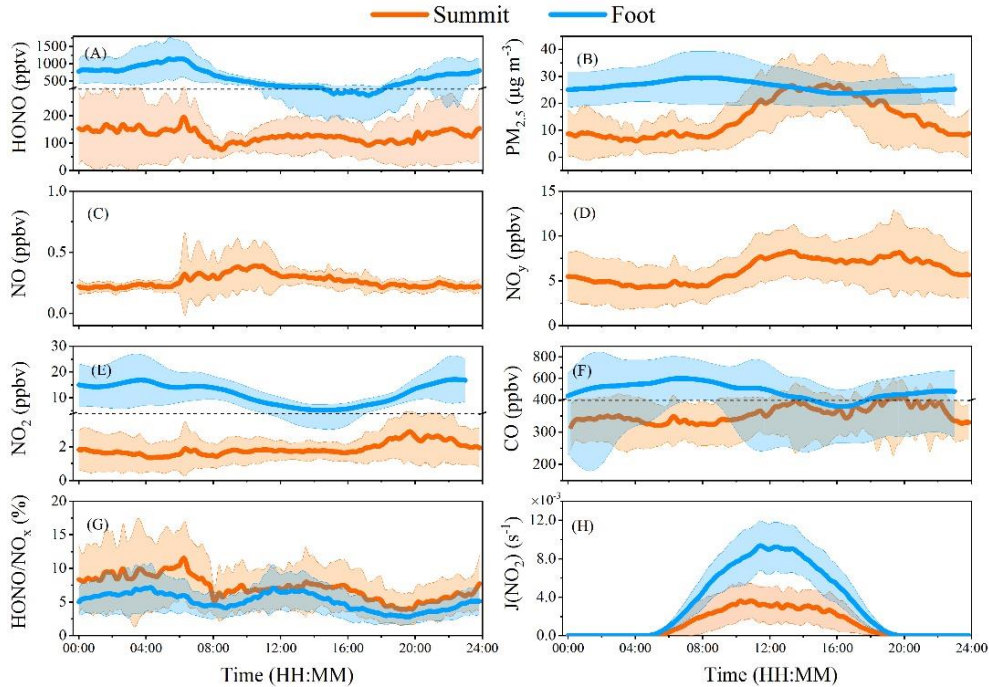 Summit Foot
(A)
HONO (pptv)
1500
1000
500
200
100
0
(B)
PM2.5 (μg m-3)
40
30
20
10
0
(C)
NO (ppbv)
1.0
0.5
0.0
(D)
NOy (ppbv)
15
10
5
0
(E)
NO2 (ppbv)
30
20
10
4
2
0
(F)
CO (ppbv)
800
600
400
300
200
(G)
HONO/NOx (%)
20
15
10
5
0
00:00 04:00 08:00 12:00 16:00 20:00 24:00
Time (HH:MM)
(H)
J(NO2) (s-1)
×10-3
12.0
8.0
4.0
0.0
00:00 04:00 08:00 12:00 16:00 20:00 24:00
Time (HH:MM)